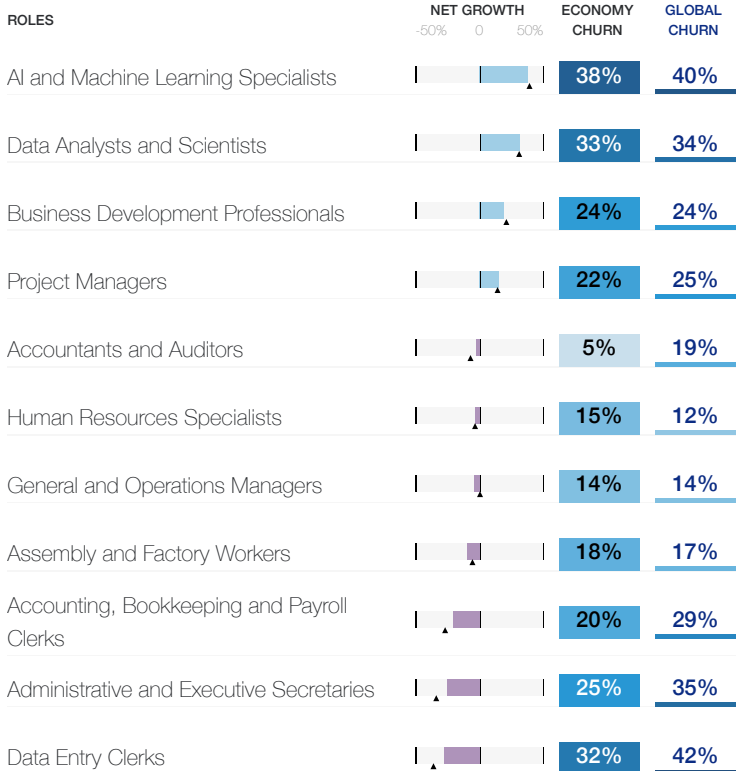 ROLES
NET GROWTH
-50% 0 50%
ECONOMY
CHURN
GLOBAL
CHURN
AI and Machine Learning Specialists 38% 40%
Data Analysts and Scientists 33% 34%
Business Development Professionals 24% 24%
Project Managers 22% 25%
Accountants and Auditors 5% 19%
Human Resources Specialists 15% 12%
General and Operations Managers 14% 14%
Assembly and Factory Workers 18% 17%
Accounting, Bookkeeping and Payroll
Clerks 20% 29%
Administrative and Executive Secretaries 25% 35%
Data Entry Clerks 32% 42%